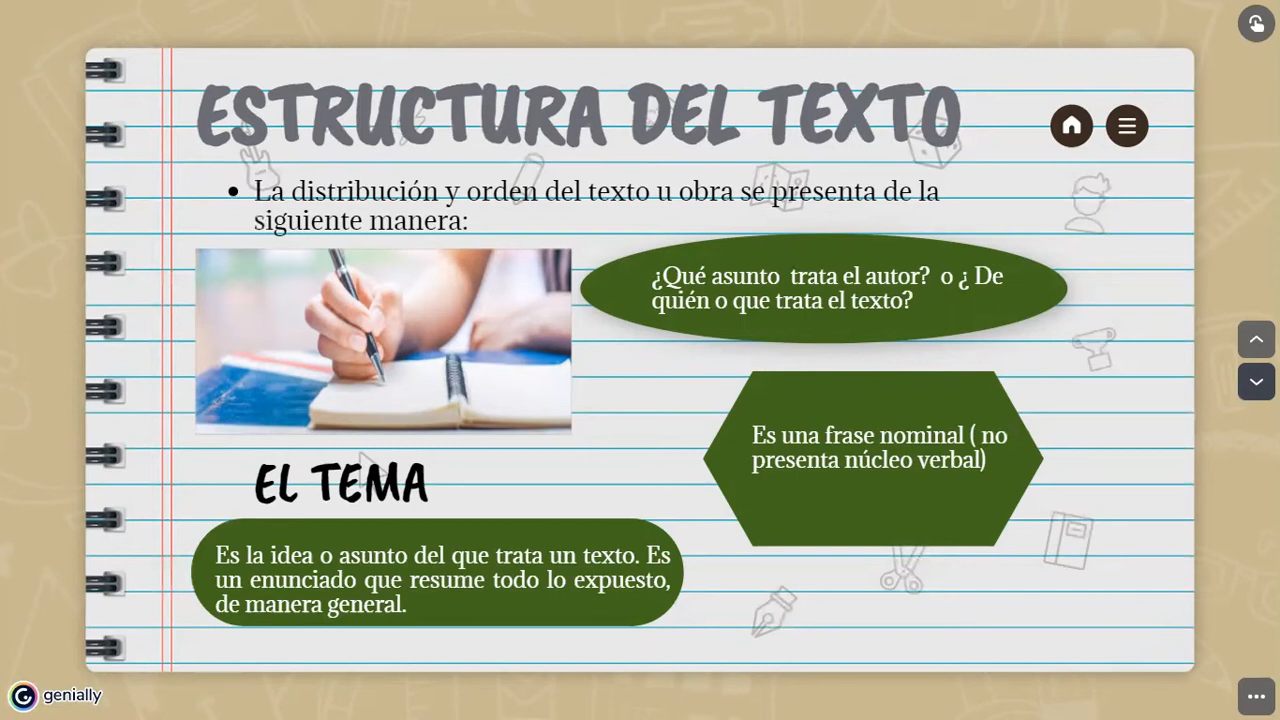 ESTRUCTURA DEL TEXTO
• La distribución y orden del texto u obra se presenta de la
siguiente manera:
¿Qué asunto  trata el autor?  o ¿ De
quién o que trata el texto?
Es una frase nominal ( no
presenta núcleo verbal)
EL TEMA
Es la idea o asunto del que trata un texto. Es
un enunciado que resume todo lo expuesto,
de manera general.
genially